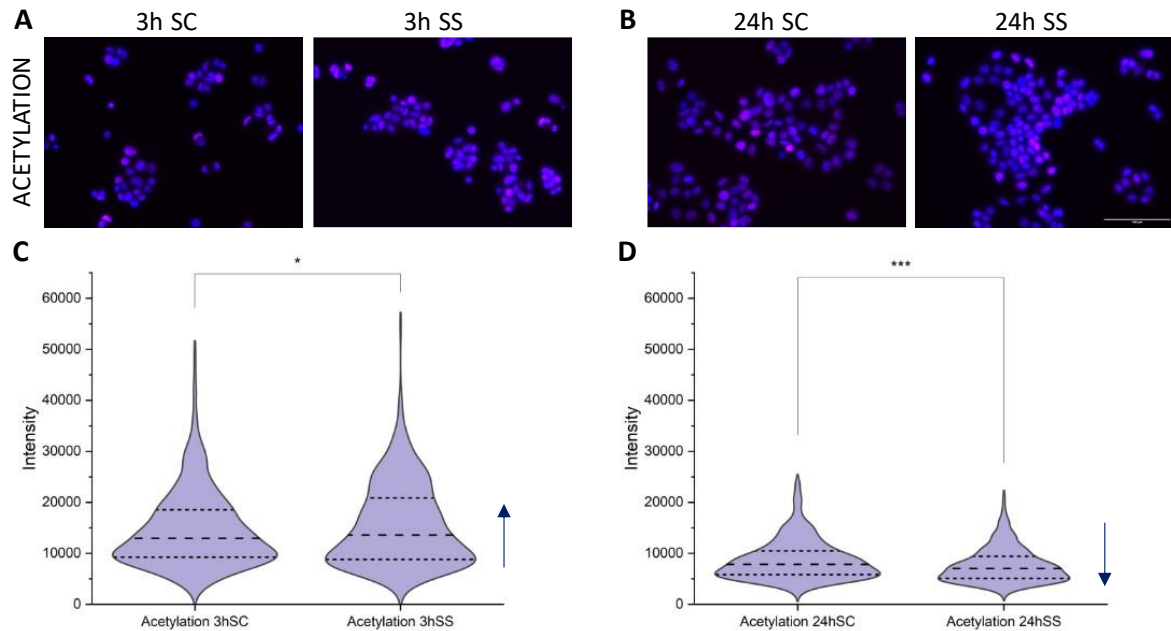 A
3h SC
3h SS
B
24h SC
24h SS
ACETYLATION
C
*
60000
50000
40000
30000
20000
10000
0
Intensity
Acetylation 3hSC
Acetylation 3hSS
D
***
60000
50000
40000
30000
20000
10000
0
Intensity
Acetylation 24hSC
Acetylation 24hSS